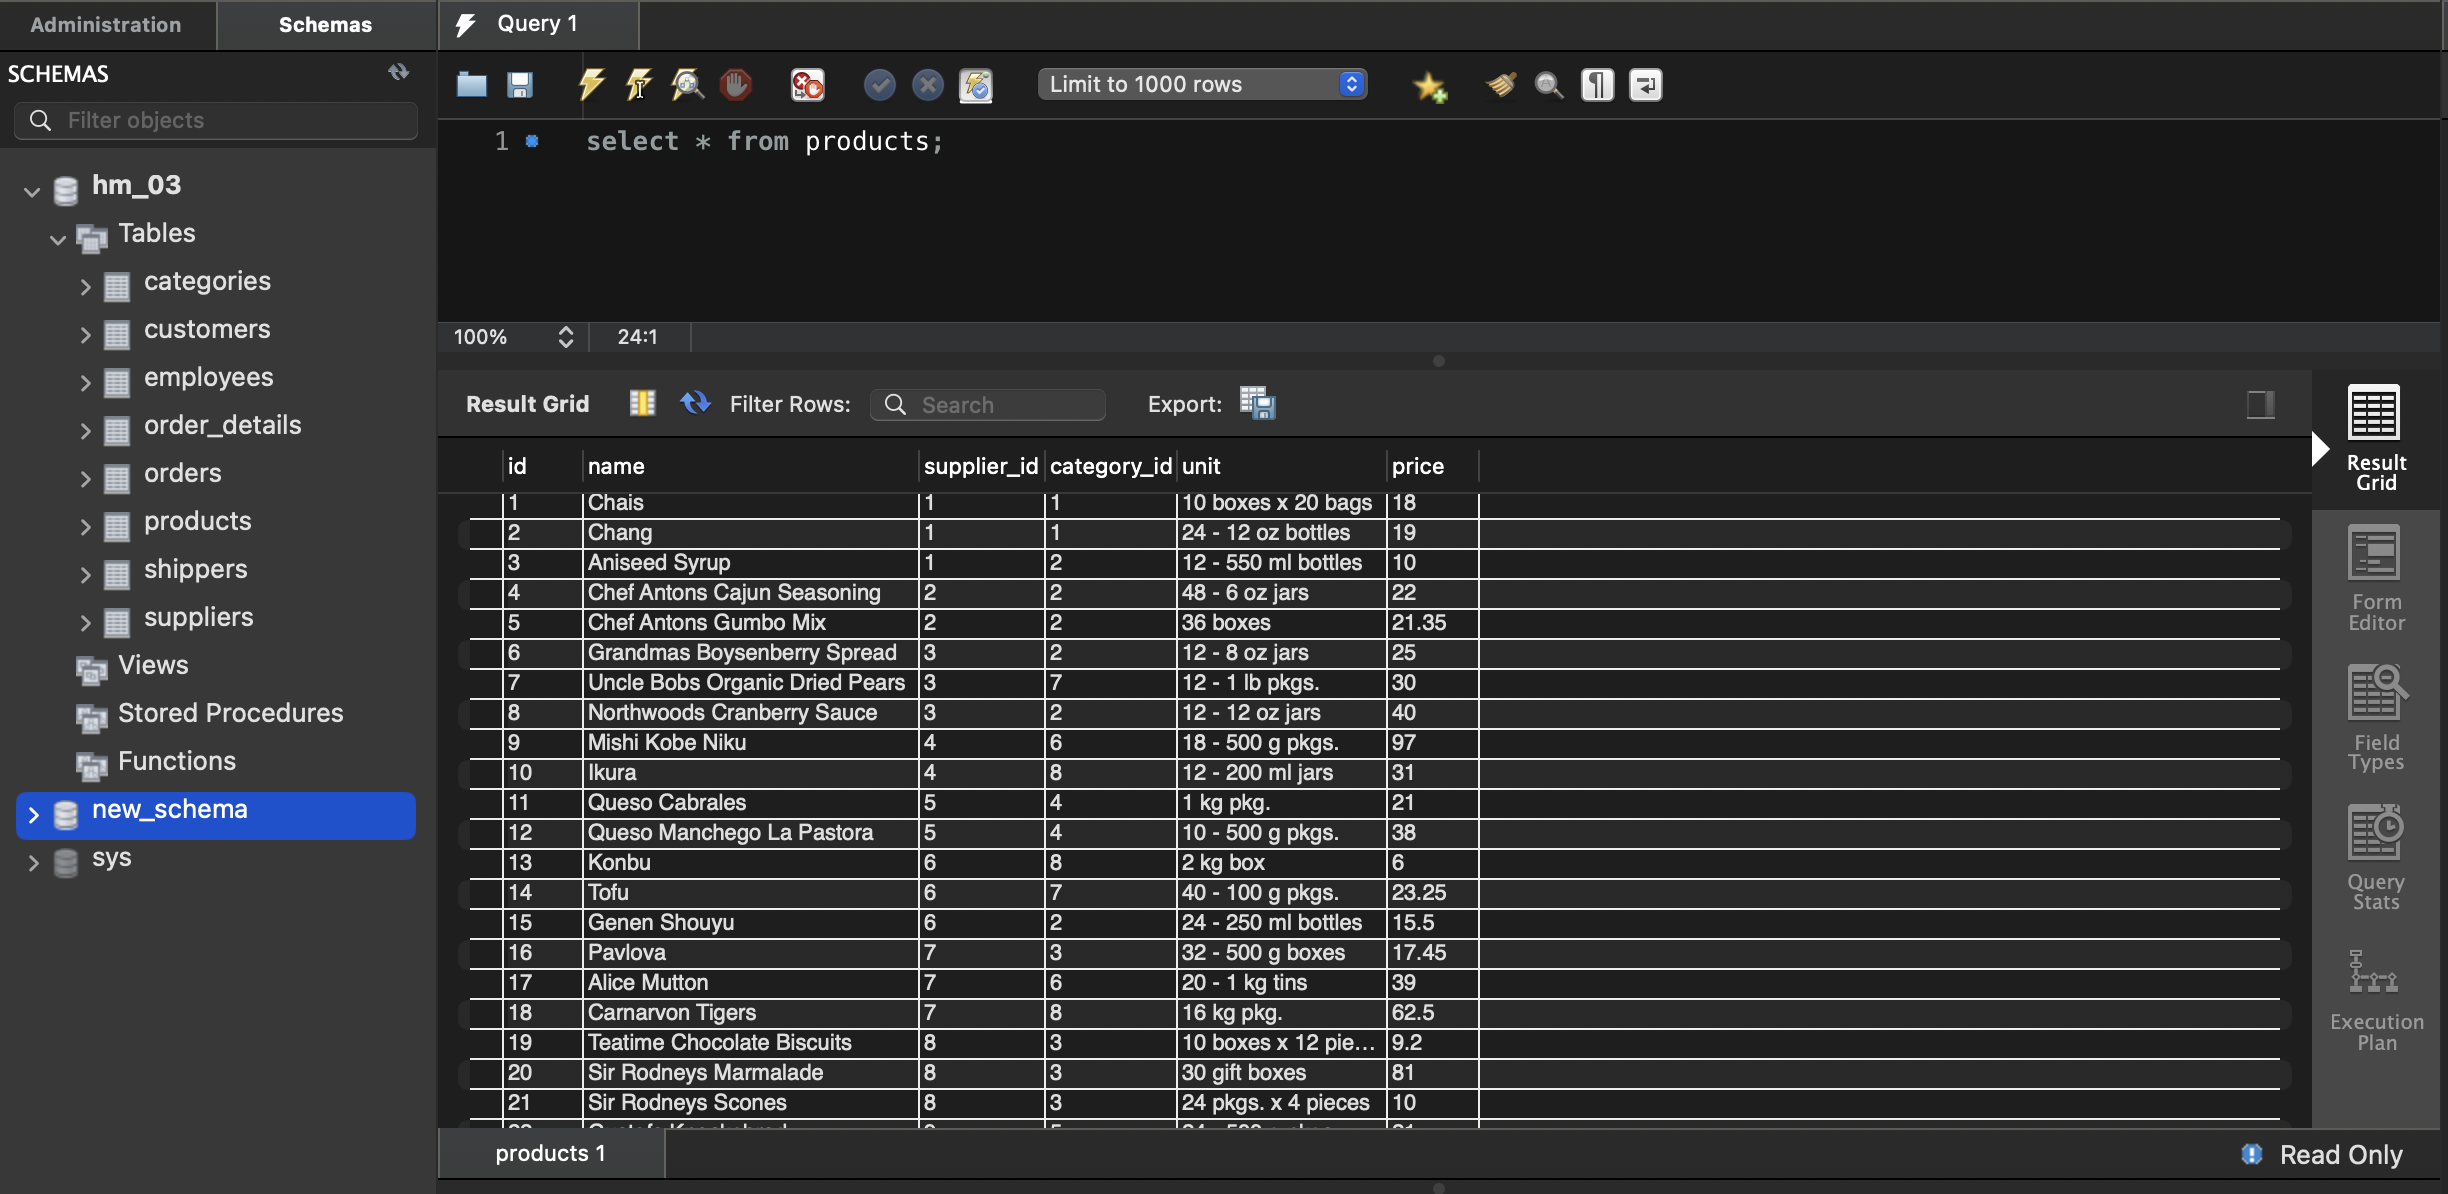 Administration
Schemas
Query 1
SCHEMAS
Filter objects
hm_03
Tables
categories
customers
employees
order_details
orders
products
shippers
suppliers
Views
Stored Procedures
Functions
new_schema
sys
Limit to 1000 rows
1 select * from products;
100% 24:1
Result Grid Filter Rows: Search Export:
id name supplier_id category_id unit price
1 Chais 1 1 10 boxes x 20 bags 18
2 Chang 1 1 24 - 12 oz bottles 19
3 Aniseed Syrup 1 2 12 - 550 ml bottles 10
4 Chef Antons Cajun Seasoning 2 2 48 - 6 oz jars 22
5 Chef Antons Gumbo Mix 2 2 36 boxes 21.35
6 Grandmas Boysenberry Spread 3 2 12 - 8 oz jars 25
7 Uncle Bobs Organic Dried Pears 3 7 12 - 1 lb pkgs. 30
8 Northwoods Cranberry Sauce 3 2 12 - 12 oz jars 40
9 Mishi Kobe Niku 4 6 18 - 500 g pkgs. 97
10 Ikura 4 8 12 - 200 ml jars 31
11 Queso Cabrales 5 4 1 kg pkg. 21
12 Queso Manchego La Pastora 5 4 10 - 500 g pkgs. 38
13 Konbu 6 8 2 kg box 6
14 Tofu 6 7 40 - 100 g pkgs. 23.25
15 Genen Shouyu 6 2 24 - 250 ml bottles 15.5
16 Pavlova 7 3 32 - 500 g boxes 17.45
17 Alice Mutton 7 6 20 - 1 kg tins 39
18 Carnarvon Tigers 7 8 16 kg pkg. 62.5
19 Teatime Chocolate Biscuits 8 3 10 boxes x 12 pie... 9.2
20 Sir Rodneys Marmalade 8 3 30 gift boxes 81
21 Sir Rodneys Scones 8 3 24 pkgs. x 4 pieces 10
Result
Grid
Form
Editor
Field
Types
Query
Stats
Execution
Plan
products 1
Read Only